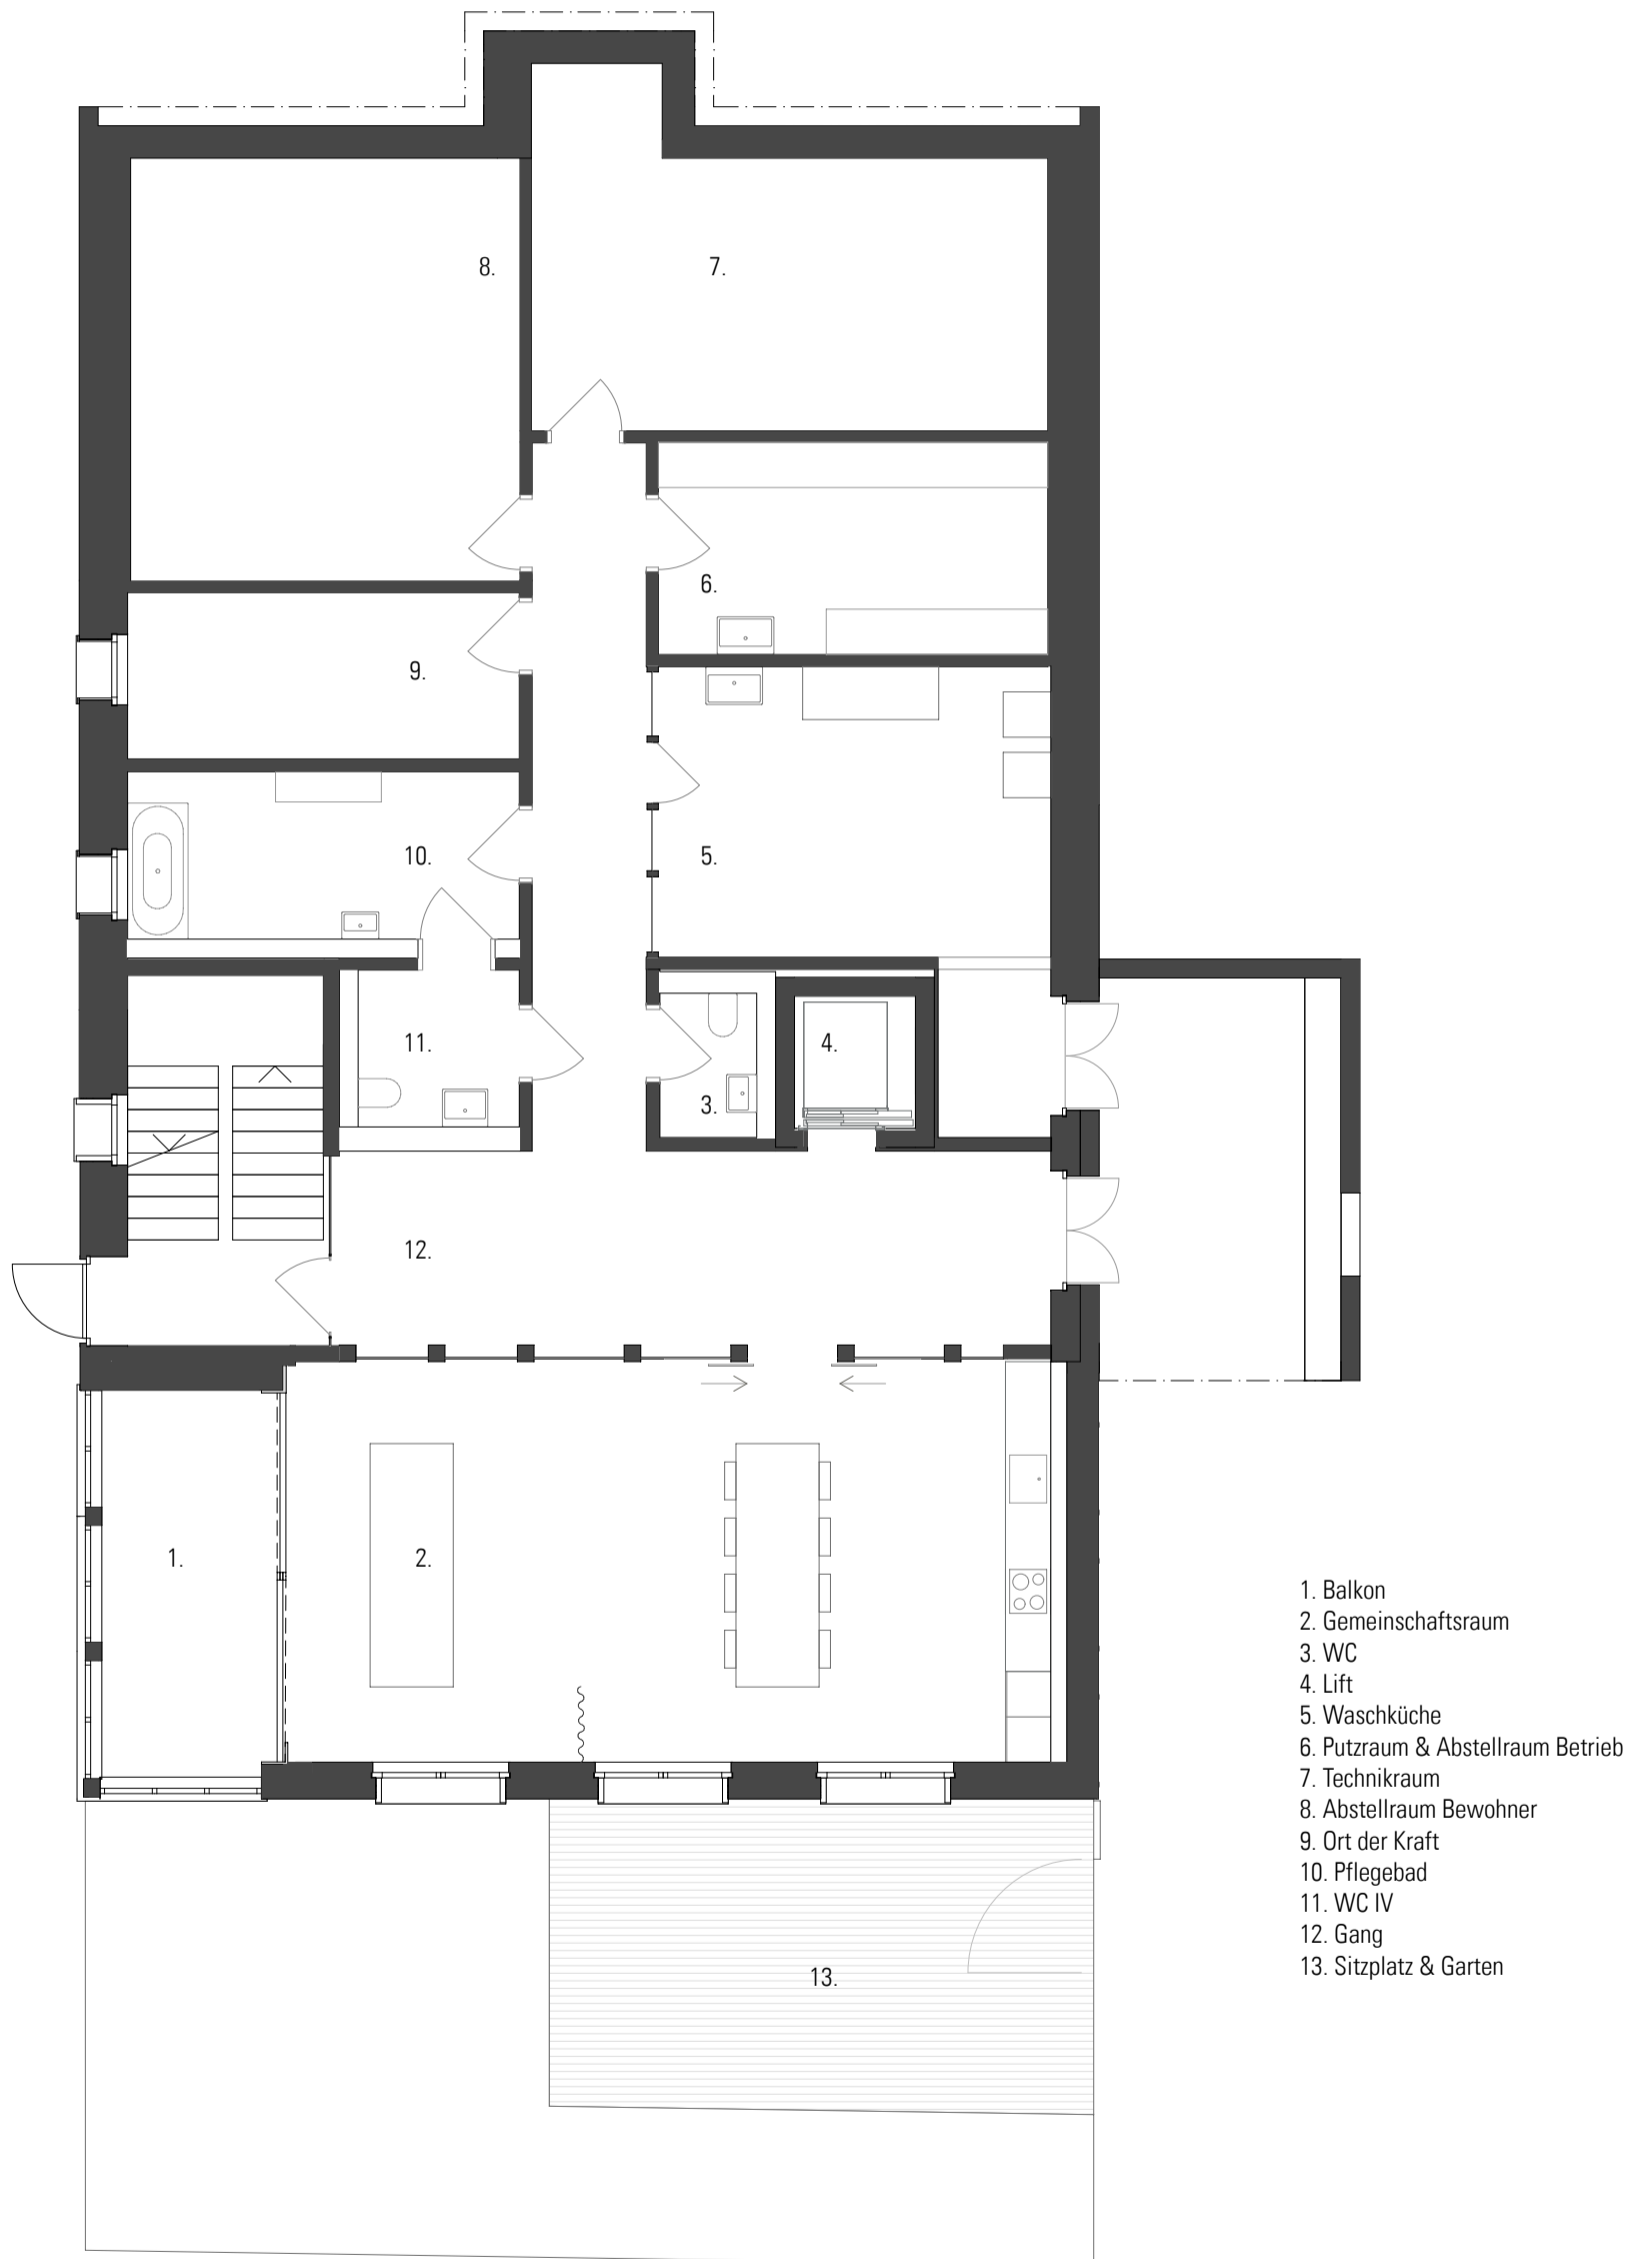 8.
7.
6.
9.
10.
5.
11.
4.
3.
12.
1.
2.
13.
1. Balkon
2. Gemeinschaftsraum
3. WC
4. Lift
5. Waschküche
6. Putzraum & Abstellraum Betrieb
7. Technikraum
8. Abstellraum Bewohner
9. Ort der Kraft
10. Pflegebad
11. WC IV
12. Gang
13. Sitzplatz & Garten